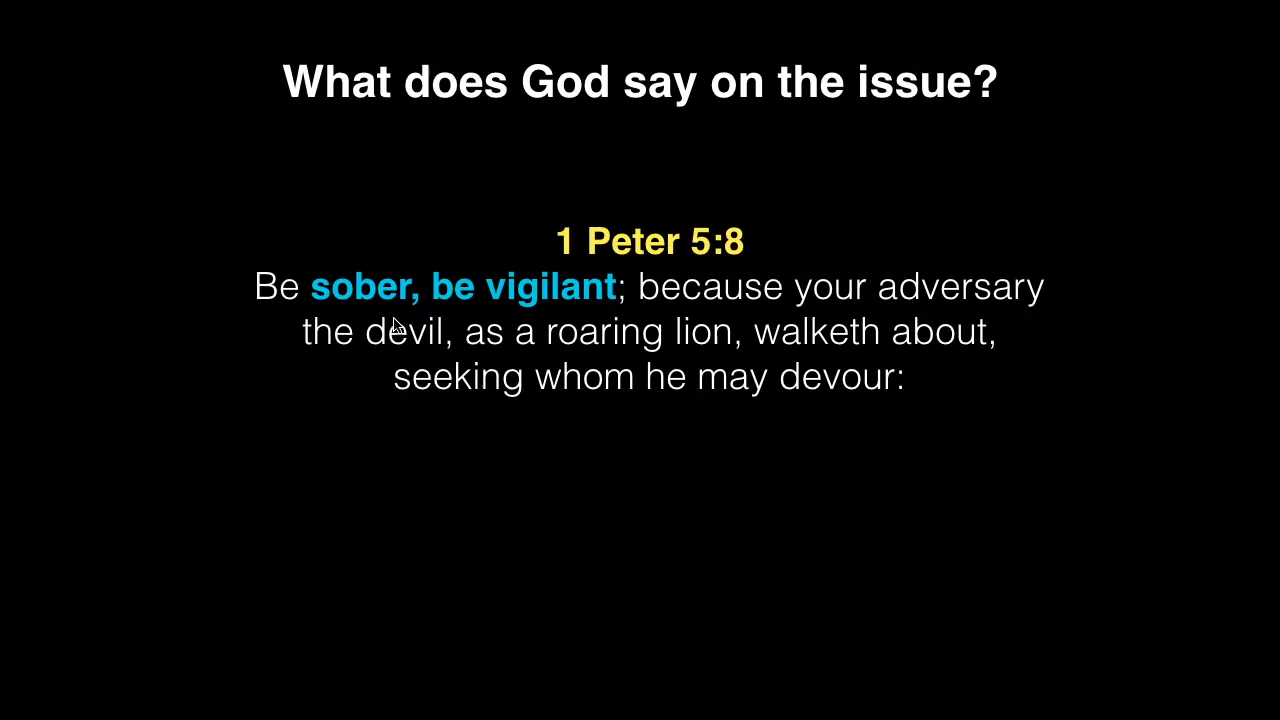 What does God say on the issue?
1 Peter 5:8
Be sober, be vigilant; because your adversary
the devil, as a roaring lion, walketh about,
seeking whom he may devour: